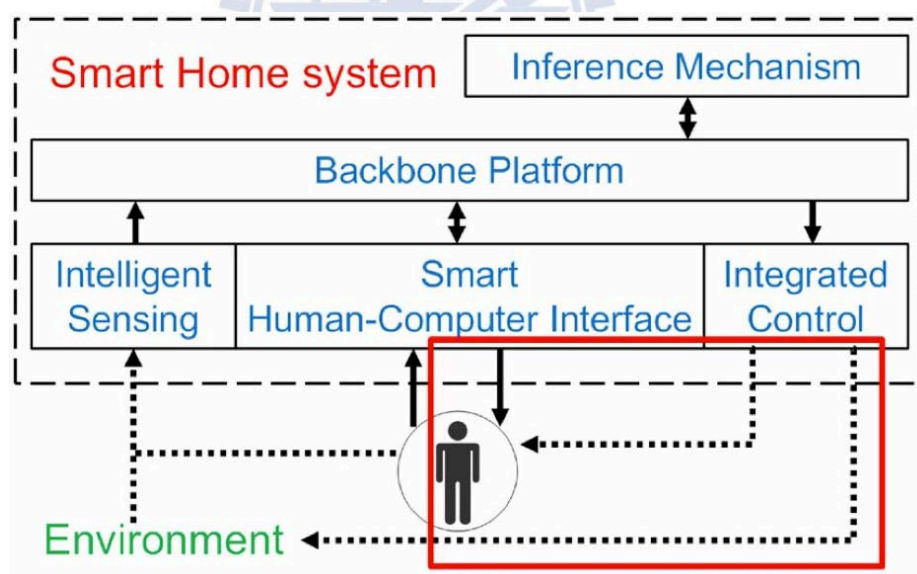 Smart Home system
Inference Mechanism
Backbone Platform
Intelligent
Sensing
Smart
Human-Computer Interface
Integrated
Control
Environment